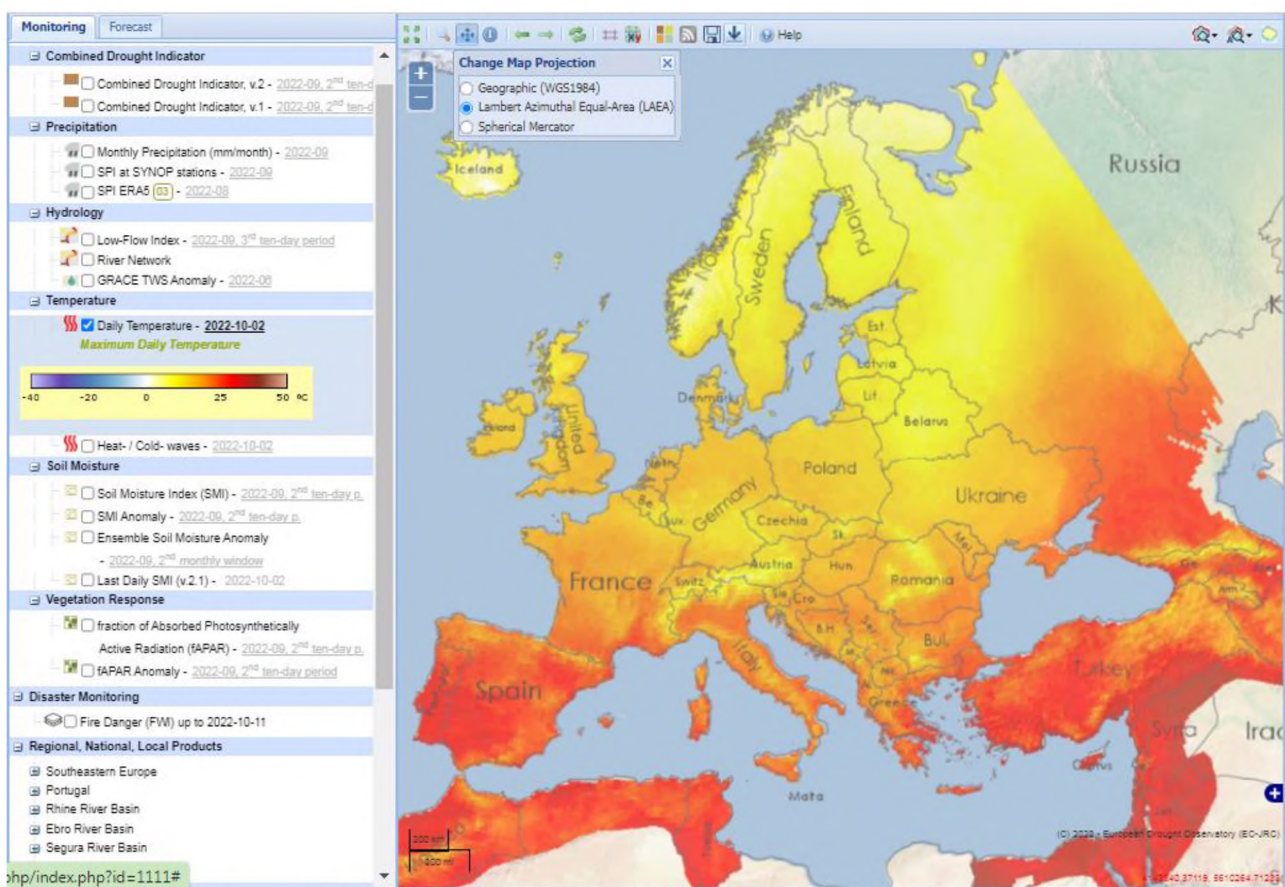 Monitoring
Forecast
Combined Drought Indicator
Combined Drought Indicator, v.2 - 2022-09, 2nd ten-d
Combined Drought Indicator, v.1 - 2022-09, 2nd ten-d
Precipitation
Monthly Precipitation (mm/month) - 2022-09
SPI at SYNOP stations - 2022-09
SPI ERA5 03 - 2022-08
Hydrology
Low-Flow Index - 2022-09, 3rd ten-day period
River Network
GRACE TWS Anomaly - 2022-06
Temperature
Daily Temperature - 2022-10-02
Maximum Daily Temperature
-40 -20 0 25 50 ºC
Heat- / Cold- waves - 2022-10-02
Soil Moisture
Soil Moisture Index (SMI) - 2022-09, 2nd ten-day p.
SMI Anomaly - 2022-09, 2nd ten-day p.
Ensemble Soil Moisture Anomaly
- 2022-09, 2nd monthly window
Last Daily SMI (v.2.1) - 2022-10-02
Vegetation Response
fraction of Absorbed Photosynthetically
Active Radiation (fAPAR) - 2022-09, 2nd ten-day p.
fAPAR Anomaly - 2022-09, 2nd ten-day period
Disaster Monitoring
Fire Danger (FWI) up to 2022-10-11
Regional, National, Local Products
Southeastern Europe
Portugal
Rhine River Basin
Ebro River Basin
Segura River Basin
php/index.php?id=1111#
Help
Change Map Projection
Geographic (WGS1984)
Lambert Azimuthal Equal-Area (LAEA)
Spherical Mercator
Iceland
Russia
Finland
Sweden
Est.
Latvia
Lit.
Denmark
Belarus
United
Kingdom
Be.
Poland
Germany
Ukraine
Lux.
Czechia
Sk.
Mol.
Austria
France
Switz.
Hun.
Romania
Cro
B.H.
Bul.
Italy
Spain
Turkey
Greece
Syria
Iraq
Cyprus
Malta
200 km
(C) 2022 - European Drought Observatory (EC-JRC)